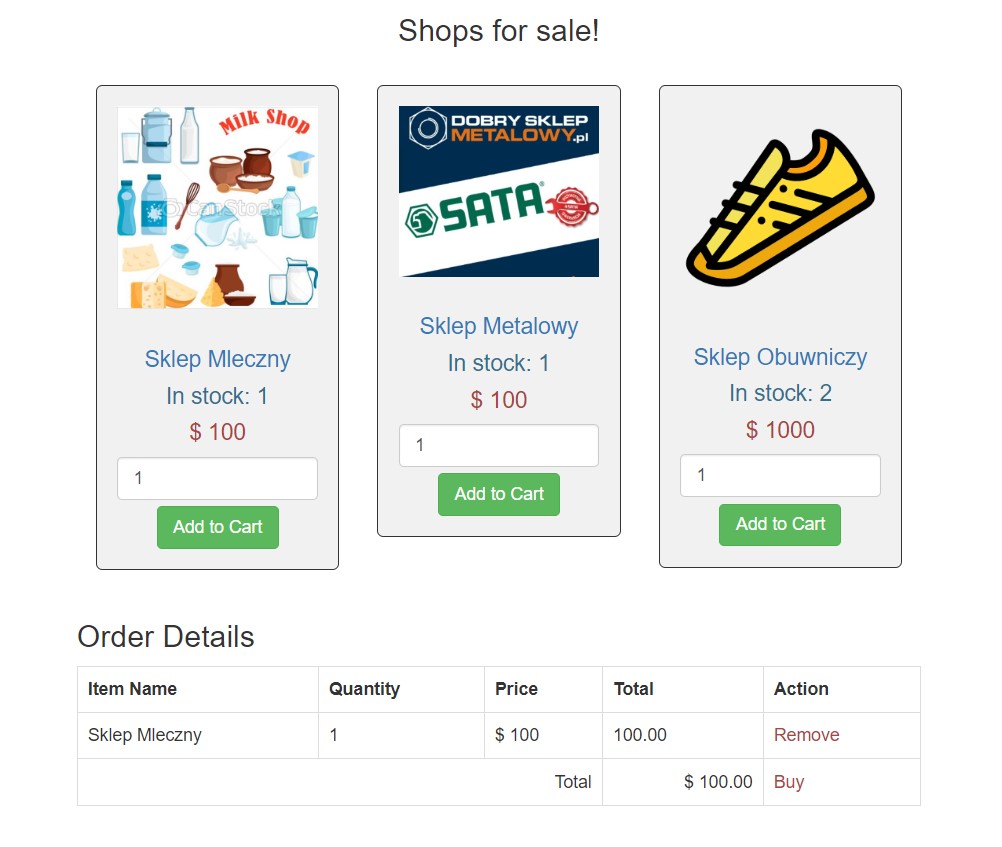 Shops for sale!
Milk Shop
CanStock
Sklep Mleczny
In stock: 1
$ 100
1
Add to Cart
DOBRY SKLEP
METALOWY.pl
SATA
Sklep Metalowy
In stock: 1
$ 100
1
Add to Cart
Sklep Obuwniczy
In stock: 2
$ 1000
1
Add to Cart
Order Details
Item Name Quantity Price Total Action
Sklep Mleczny 1 $ 100 100.00 Remove
Total $ 100.00 Buy